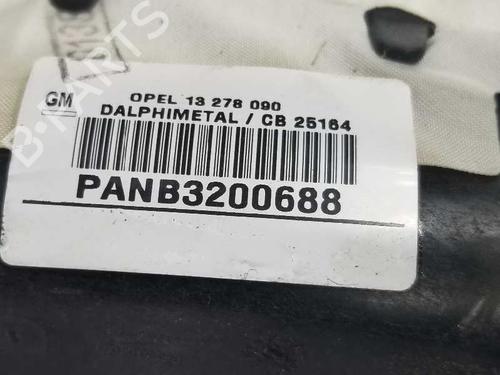 GM
OPEL 13 278 090
DALPHIMETAL / CB 25164
PANB3200688
B-PARTS